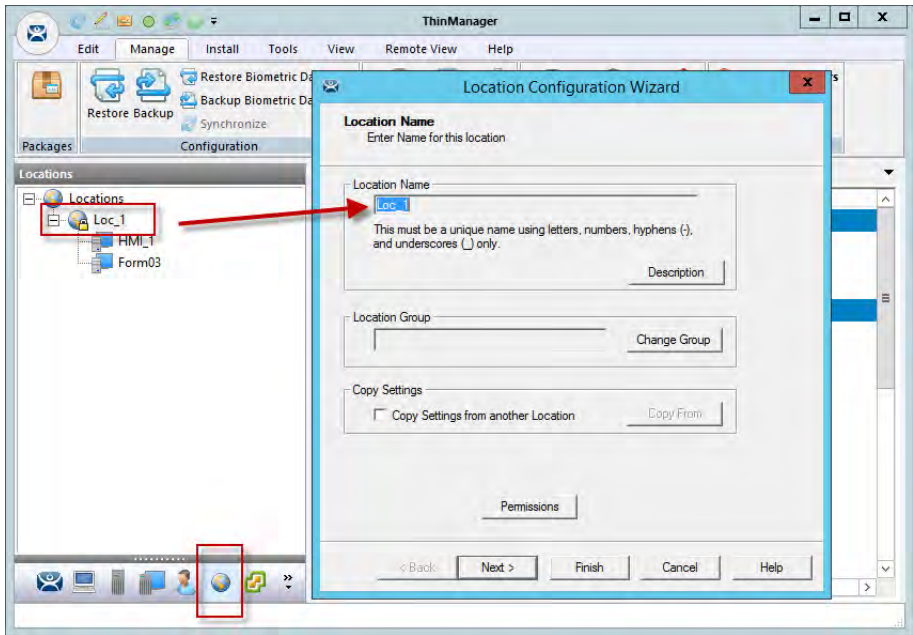 ThinManager
Edit Manage Install Tools View Remote View Help
Restore Biometric Da
Backup Biometric Da
Synchronize
Restore Backup
Packages
Configuration
Locations
Locations
Loc_1
HMI_1
Form03
Location Configuration Wizard
Location Name
Enter Name for this location
Location Name
Loc_1
This must be a unique name using letters, numbers, hyphens (-),
and underscores (_) only.
Description
Location Group
Change Group
Copy Settings
Copy Settings from another Location
Copy From
Permissions
< Back Next > Finish Cancel Help